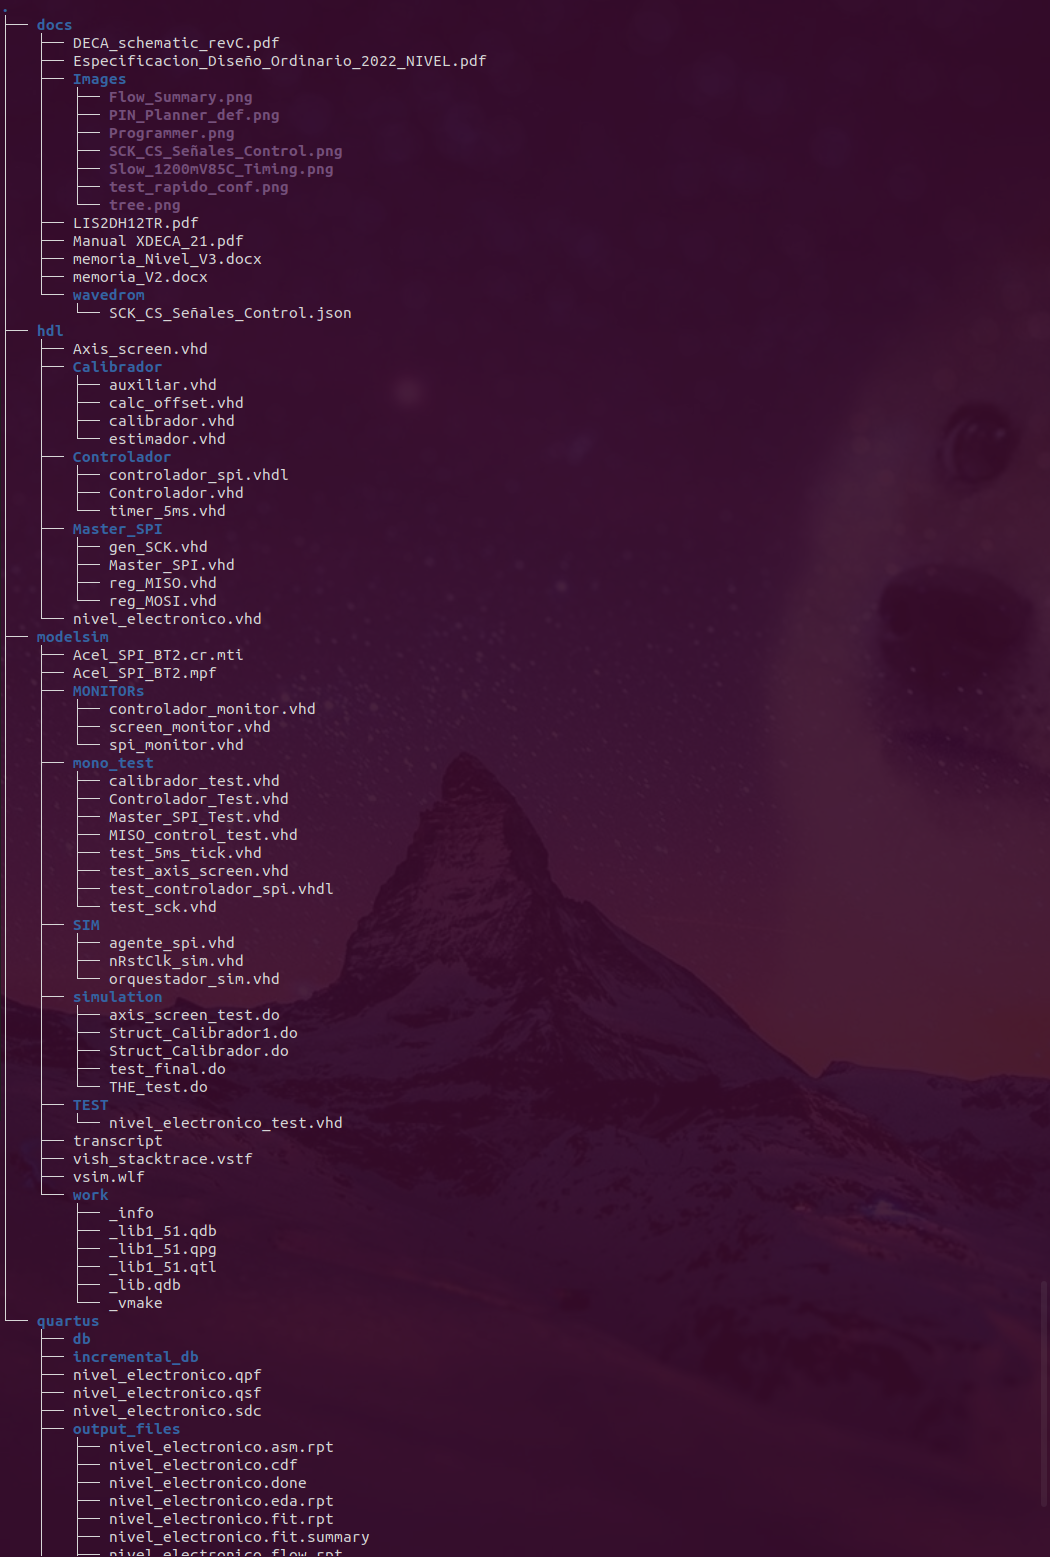 .
├── docs
│   ├── DECA_schematic_revC.pdf
│   ├── Especificacion_Diseño_Ordinario_2022_NIVEL.pdf
│   ├── Images
│   │   ├── Flow_Summary.png
│   │   ├── PIN_Planner_def.png
│   │   ├── Programmer.png
│   │   ├── SCK_CS_Señales_Control.png
│   │   ├── Slow_1200mV85C_Timing.png
│   │   ├── test_rapido_conf.png
│   │   └── tree.png
│   ├── LIS2DH12TR.pdf
│   ├── Manual XDECA_21.pdf
│   ├── memoria_Nivel_V3.docx
│   ├── memoria_V2.docx
│   └── wavedrom
│       └── SCK_CS_Señales_Control.json
├── hdl
│   ├── Axis_screen.vhd
│   ├── Calibrador
│   │   ├── auxiliar.vhd
│   │   ├── calc_offset.vhd
│   │   ├── calibrador.vhd
│   │   └── estimador.vhd
│   ├── Controlador
│   │   ├── controlador_spi.vhdl
│   │   ├── Controlador.vhd
│   │   └── timer_5ms.vhd
│   ├── Master_SPI
│   │   ├── gen_SCK.vhd
│   │   ├── Master_SPI.vhd
│   │   ├── reg_MISO.vhd
│   │   └── reg_MOSI.vhd
│   └── nivel_electronico.vhd
├── modelsim
│   ├── Acel_SPI_BT2.cr.mti
│   ├── Acel_SPI_BT2.mpf
│   ├── MONITORs
│   │   ├── controlador_monitor.vhd
│   │   ├── screen_monitor.vhd
│   │   └── spi_monitor.vhd
│   ├── mono_test
│   │   ├── calibrador_test.vhd
│   │   ├── Controlador_Test.vhd
│   │   ├── Master_SPI_Test.vhd
│   │   ├── MISO_control_test.vhd
│   │   ├── test_5ms_tick.vhd
│   │   ├── test_axis_screen.vhd
│   │   ├── test_controlador_spi.vhdl
│   │   └── test_sck.vhd
│   ├── SIM
│   │   ├── agente_spi.vhd
│   │   ├── nRstClk_sim.vhd
│   │   └── orquestador_sim.vhd
│   ├── simulation
│   │   ├── axis_screen_test.do
│   │   ├── Struct_Calibrador1.do
│   │   ├── Struct_Calibrador.do
│   │   ├── test_final.do
│   │   └── THE_test.do
│   ├── TEST
│   │   └── nivel_electronico_test.vhd
│   ├── transcript
│   ├── vish_stacktrace.vstf
│   ├── vsim.wlf
│   └── work
│       ├── _info
│       ├── _lib1_51.qdb
│       ├── _lib1_51.qpg
│       ├── _lib1_51.qtl
│       ├── _lib.qdb
│       └── _vmake
└── quartus
    ├── db
    ├── incremental_db
    ├── nivel_electronico.qpf
    ├── nivel_electronico.qsf
    ├── nivel_electronico.sdc
    ├── output_files
    │   ├── nivel_electronico.asm.rpt
    │   ├── nivel_electronico.cdf
    │   ├── nivel_electronico.done
    │   ├── nivel_electronico.eda.rpt
    │   ├── nivel_electronico.fit.rpt
    │   ├── nivel_electronico.fit.summary
    │   ├── nivel_electronico.flow.rpt